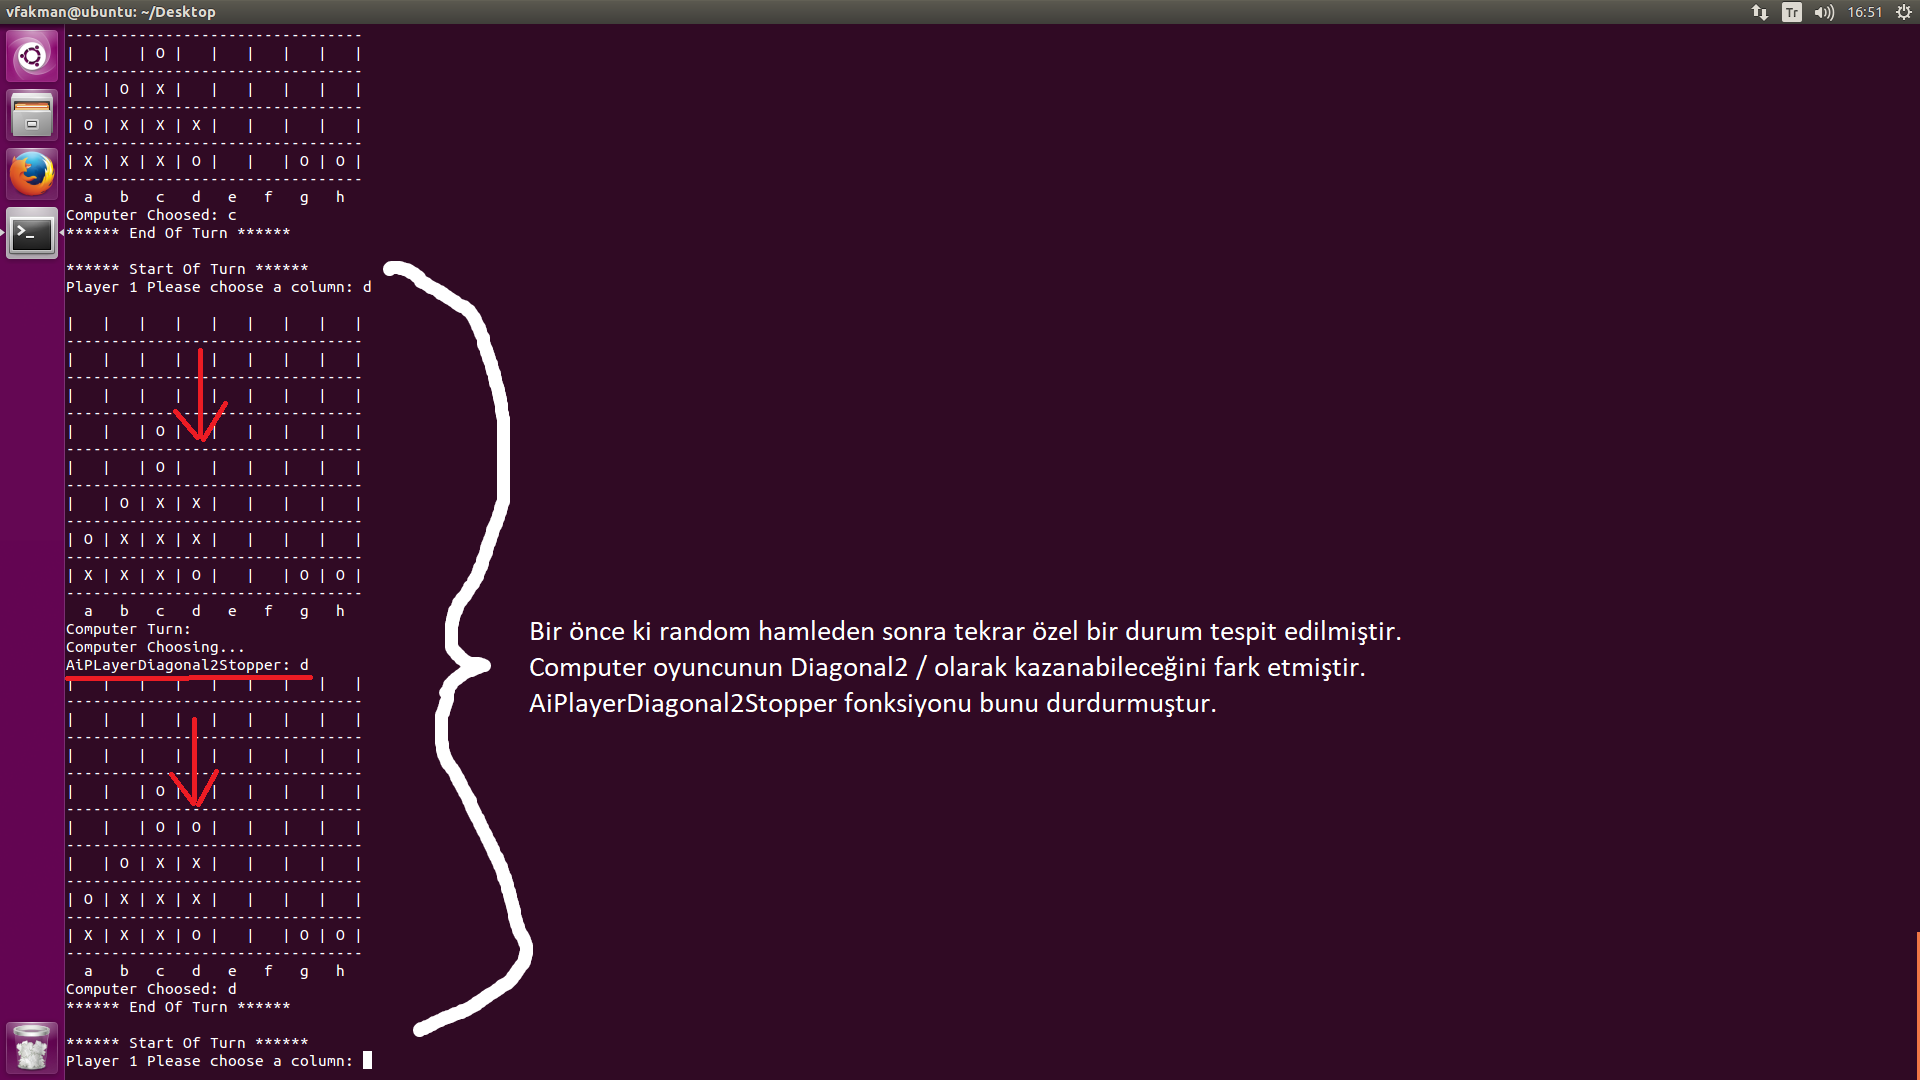 vfakman@ubuntu: ~/Desktop
Tr
16:51
---------------------------------
|   |   | O |   |   |   |   |   |
---------------------------------
|   | O | X |   |   |   |   |   |
---------------------------------
| O | X | X | X |   |   |   |   |
---------------------------------
| X | X | X | O |   |   | O | O |
---------------------------------
  a   b   c   d   e   f   g   h
Computer Choosed: c
****** End Of Turn ******
****** Start Of Turn ******
Player 1 Please choose a column: d
|   |   |   |   |   |   |   |   |
---------------------------------
|   |   |   |   |   |   |   |   |
---------------------------------
|   |   |   |   |   |   |   |   |
---------------------------------
|   |   | O |   |   |   |   |   |
---------------------------------
|   |   | O |   |   |   |   |   |
---------------------------------
|   | O | X | X |   |   |   |   |
---------------------------------
| O | X | X | X |   |   |   |   |
---------------------------------
| X | X | X | O |   |   | O | O |
---------------------------------
  a   b   c   d   e   f   g   h
Computer Turn:
Computer Choosing...
AiPLayerDiagonal2Stopper: d
|   |   |   |   |   |   |   |   |
---------------------------------
|   |   |   |   |   |   |   |   |
---------------------------------
|   |   |   |   |   |   |   |   |
---------------------------------
|   |   | O |   |   |   |   |   |
---------------------------------
|   |   | O | O |   |   |   |   |
---------------------------------
|   | O | X | X |   |   |   |   |
---------------------------------
| O | X | X | X |   |   |   |   |
---------------------------------
| X | X | X | O |   |   | O | O |
---------------------------------
  a   b   c   d   e   f   g   h
Computer Choosed: d
****** End Of Turn ******
****** Start Of Turn ******
Player 1 Please choose a column:
Bir önce ki random hamleden sonra tekrar özel bir durum tespit edilmiştir.
Computer oyuncunun Diagonal2 / olarak kazanabileceğini fark etmiştir.
AiPlayerDiagonal2Stopper fonksiyonu bunu durdurmuştur.